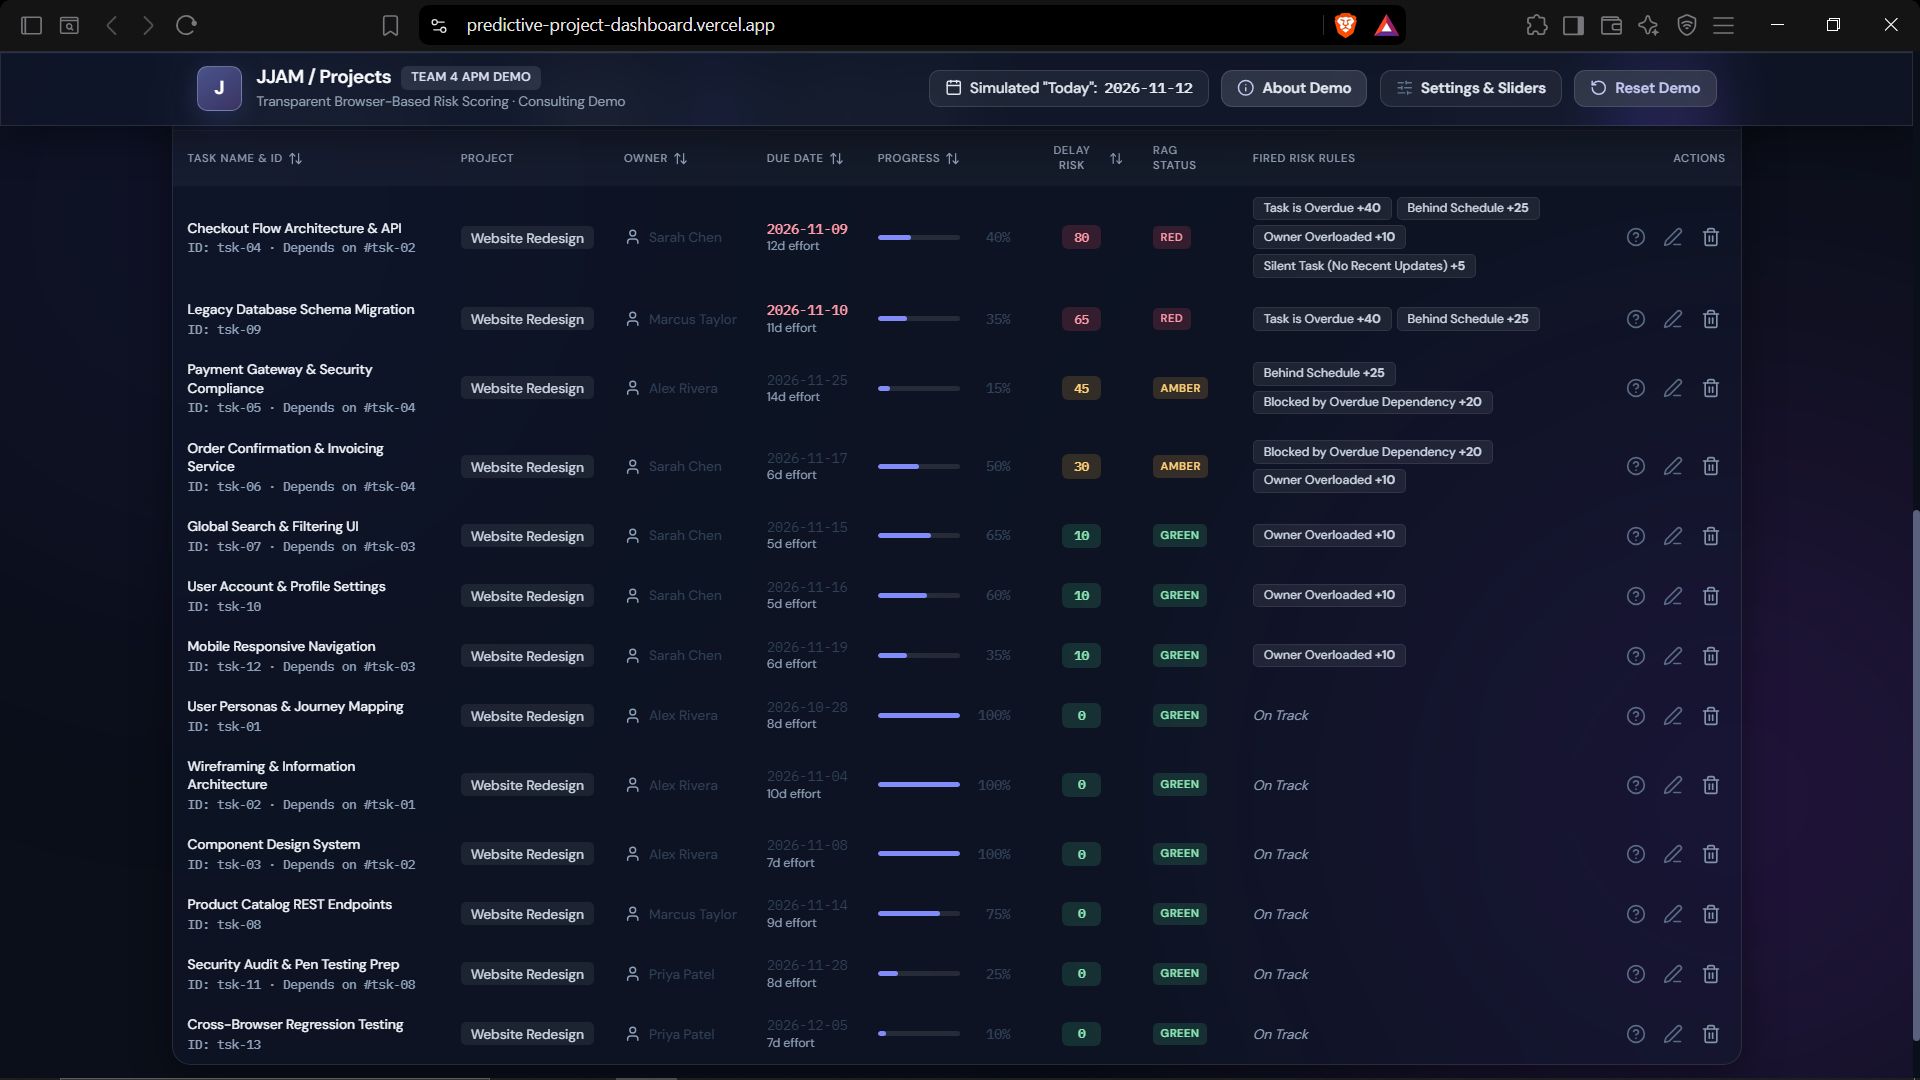 predictive-project-dashboard.vercel.app
J
JJAM / Projects TEAM 4 APM DEMO
Transparent Browser-Based Risk Scoring · Consulting Demo
Simulated "Today": 2026-11-12
About Demo
Settings & Sliders
Reset Demo
TASK NAME & ID PROJECT OWNER DUE DATE PROGRESS DELAY RISK RAG STATUS FIRED RISK RULES ACTIONS
Checkout Flow Architecture & API
ID: tsk-04 · Depends on #tsk-02
Website Redesign
Sarah Chen
2026-11-09
12d effort
40%
80
RED
Task is Overdue +40
Behind Schedule +25
Owner Overloaded +10
Silent Task (No Recent Updates) +5
Legacy Database Schema Migration
ID: tsk-09
Website Redesign
Marcus Taylor
2026-11-10
11d effort
35%
65
RED
Task is Overdue +40
Behind Schedule +25
Payment Gateway & Security
Compliance
ID: tsk-05 · Depends on #tsk-04
Website Redesign
Alex Rivera
2026-11-25
14d effort
15%
45
AMBER
Behind Schedule +25
Blocked by Overdue Dependency +20
Order Confirmation & Invoicing
Service
ID: tsk-06 · Depends on #tsk-04
Website Redesign
Sarah Chen
2026-11-17
6d effort
50%
30
AMBER
Blocked by Overdue Dependency +20
Owner Overloaded +10
Global Search & Filtering UI
ID: tsk-07 · Depends on #tsk-03
Website Redesign
Sarah Chen
2026-11-15
5d effort
65%
10
GREEN
Owner Overloaded +10
User Account & Profile Settings
ID: tsk-10
Website Redesign
Sarah Chen
2026-11-16
5d effort
60%
10
GREEN
Owner Overloaded +10
Mobile Responsive Navigation
ID: tsk-12 · Depends on #tsk-03
Website Redesign
Sarah Chen
2026-11-19
6d effort
35%
10
GREEN
Owner Overloaded +10
User Personas & Journey Mapping
ID: tsk-01
Website Redesign
Alex Rivera
2026-10-28
8d effort
100%
0
GREEN
On Track
Wireframing & Information
Architecture
ID: tsk-02 · Depends on #tsk-01
Website Redesign
Alex Rivera
2026-11-04
10d effort
100%
0
GREEN
On Track
Component Design System
ID: tsk-03 · Depends on #tsk-02
Website Redesign
Alex Rivera
2026-11-08
7d effort
100%
0
GREEN
On Track
Product Catalog REST Endpoints
ID: tsk-08
Website Redesign
Marcus Taylor
2026-11-14
9d effort
75%
0
GREEN
On Track
Security Audit & Pen Testing Prep
ID: tsk-11 · Depends on #tsk-08
Website Redesign
Priya Patel
2026-11-28
8d effort
25%
0
GREEN
On Track
Cross-Browser Regression Testing
ID: tsk-13
Website Redesign
Priya Patel
2026-12-05
7d effort
10%
0
GREEN
On Track